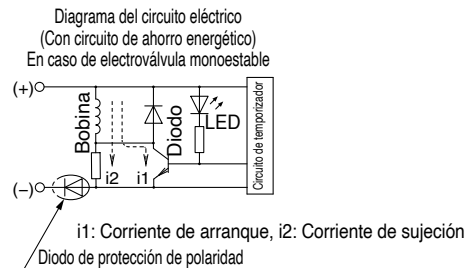 Diagrama del circuito eléctrico
(Con circuito de ahorro energético)
En caso de electroválvula monoestable
(+)
Bobina
Diodo
LED
Circuito de temporizador
i2
i1
(−)
i1: Corriente de arranque, i2: Corriente de sujeción
Diodo de protección de polaridad